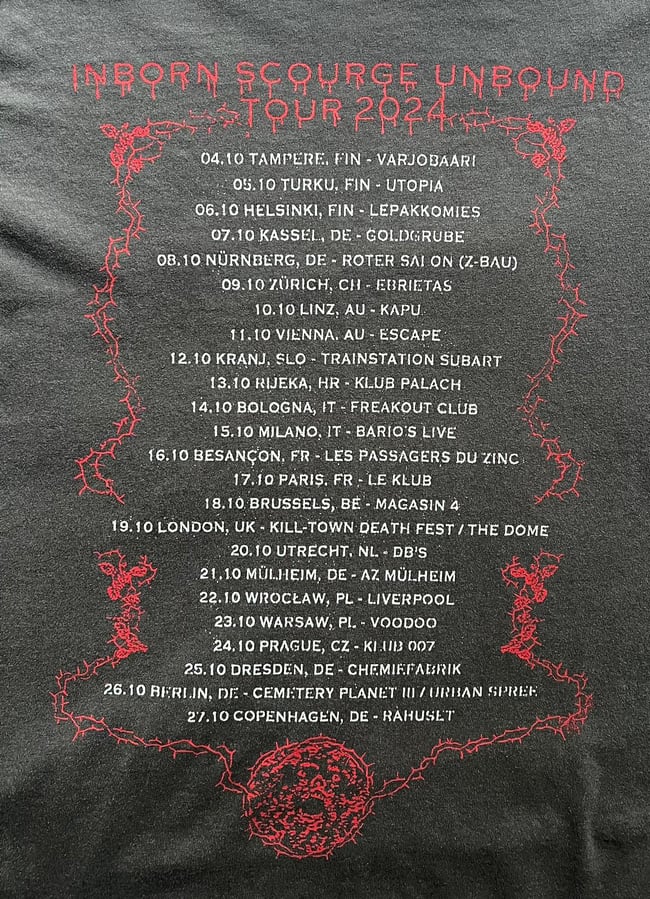 INBORN SCOURGE UNBOUND
TOUR 2024
04.10 TAMPERE, FIN - VARJOBAARI
05.10 TURKU, FIN - UTOPIA
06.10 HELSINKI, FIN - LEPAKKOMIES
07.10 KASSEL, DE - GOLDGRUBE
08.10 NÜRNBERG, DE - ROTER SALON (Z-BAU)
09.10 ZÜRICH, CH - EBRIETAS
10.10 LINZ, AU - KAPU
11.10 VIENNA, AU - ESCAPE
12.10 KRANJ, SLO - TRAINSTATION SUBART
13.10 RIJEKA, HR - KLUB PALACH
14.10 BOLOGNA, IT - FREAKOUT CLUB
15.10 MILANO, IT - BARIO'S LIVE
16.10 BESANÇON, FR - LES PASSAGERS DU ZINC
17.10 PARIS, FR - LE KLUB
18.10 BRUSSELS, BE - MAGASIN 4
19.10 LONDON, UK - KILL-TOWN DEATH FEST / THE DOME
20.10 UTRECHT, NL - DB'S
21.10 MÜLHEIM, DE - AZ MÜLHEIM
22.10 WROCŁAW, PL - LIVERPOOL
23.10 WARSAW, PL - VOODOO
24.10 PRAGUE, CZ - KLUB 007
25.10 DRESDEN, DE - CHEMIEFABRIK
26.10 BERLIN, DE - CEMETERY PLANET III / URBAN SPREE
27.10 COPENHAGEN, DE - RÅHUSET